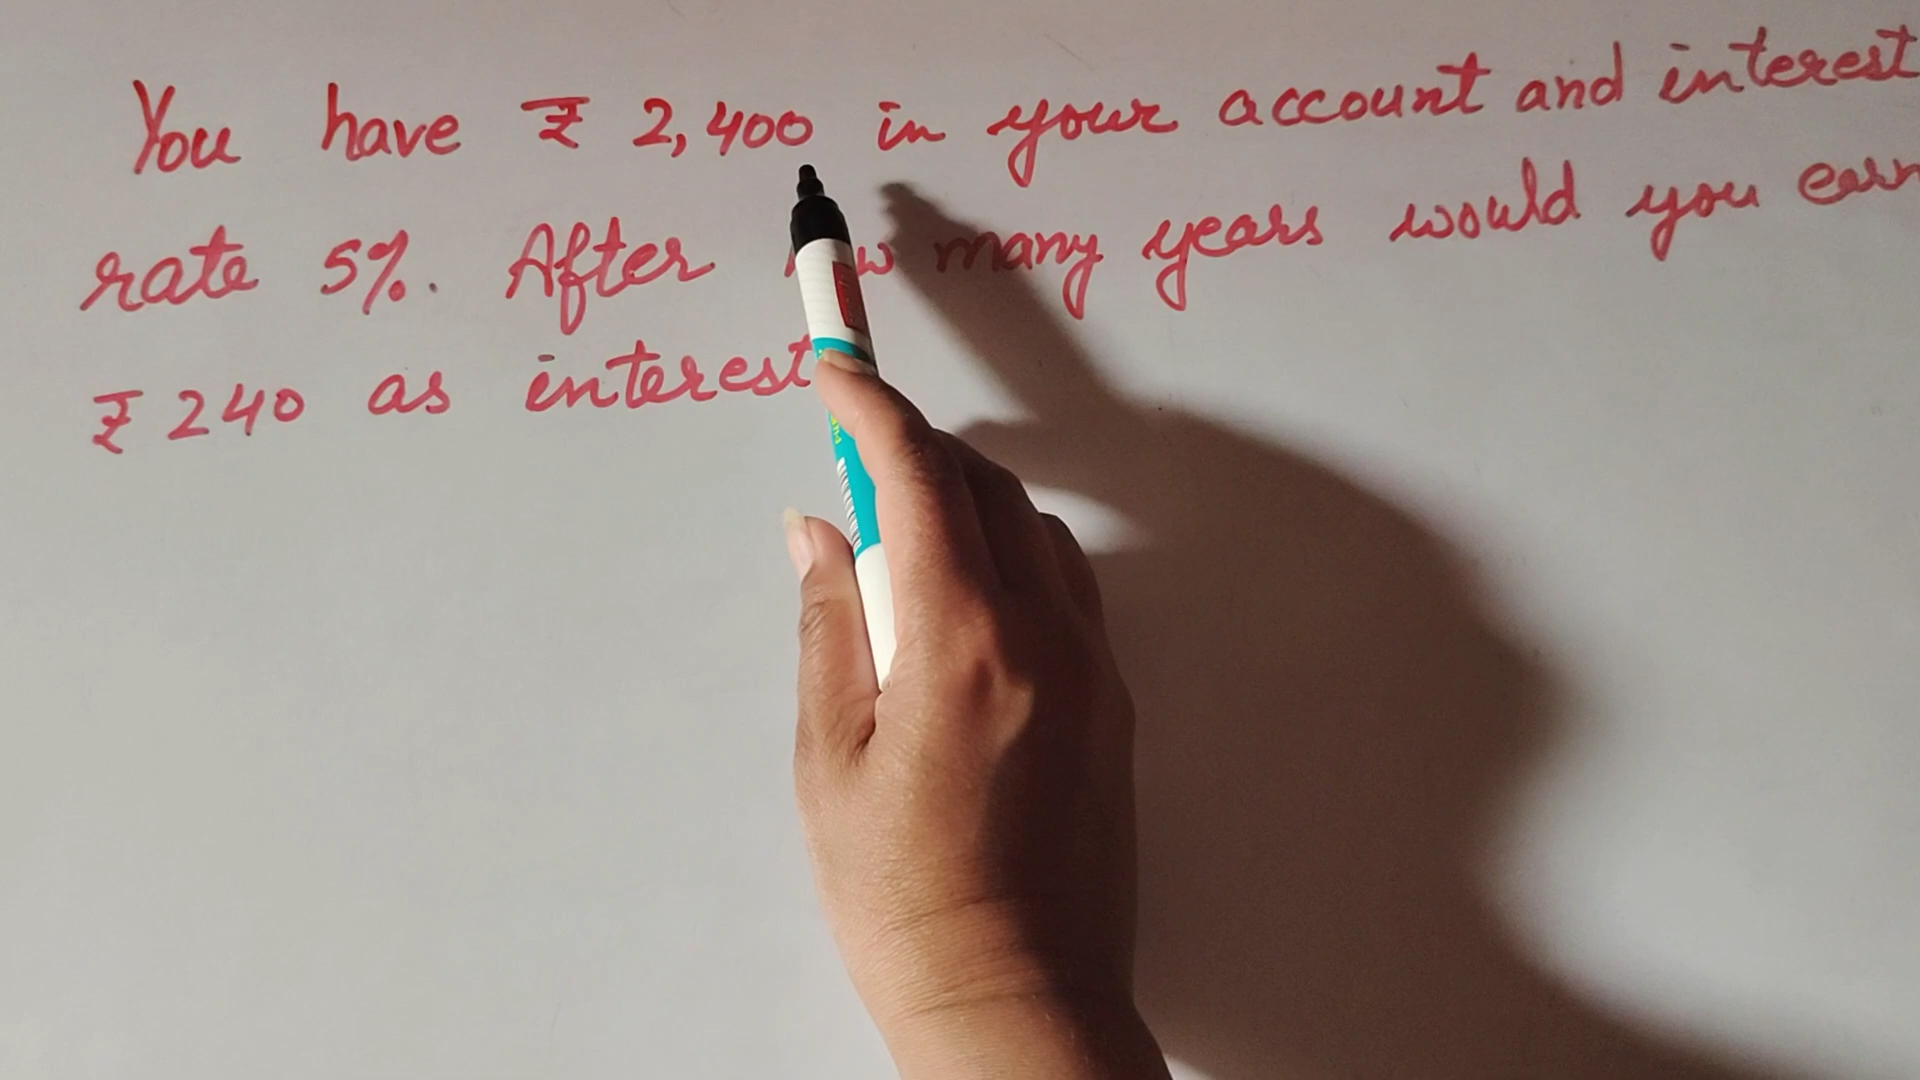 You have ₹ 2,400 in your account and interest
rate 5%. After many years would you earn
₹ 240 as interest